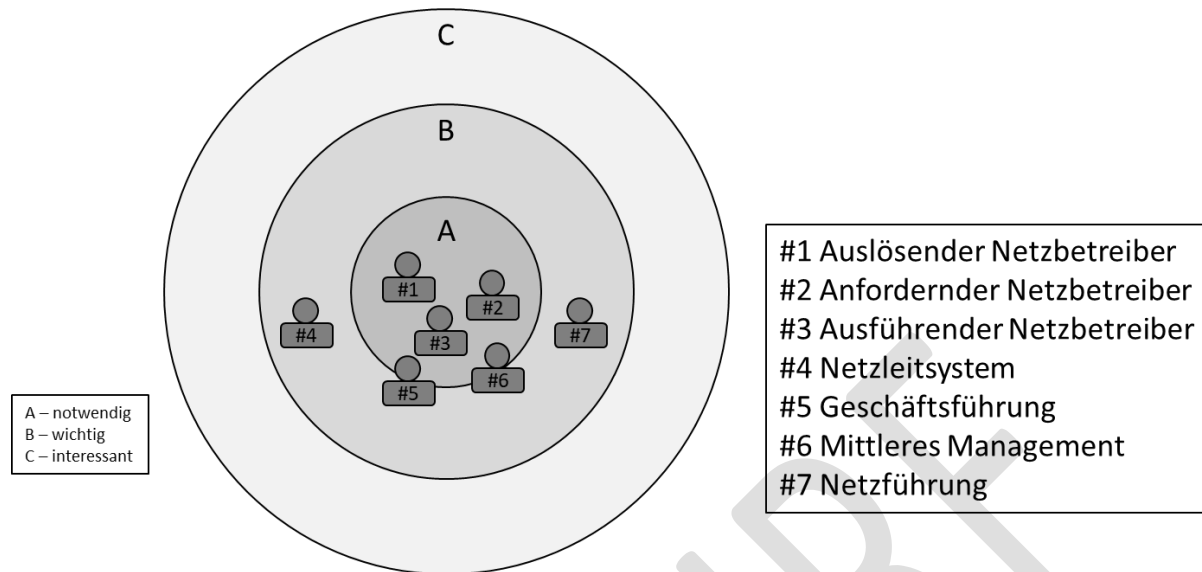 C
B
A
#1
#2
#3
#4
#7
#5
#6
#1 Auslösender Netzbetreiber
#2 Anfordernder Netzbetreiber
#3 Ausführender Netzbetreiber
#4 Netzleitsystem
#5 Geschäftsführung
#6 Mittleres Management
#7 Netzführung
A – notwendig
B – wichtig
C – interessant